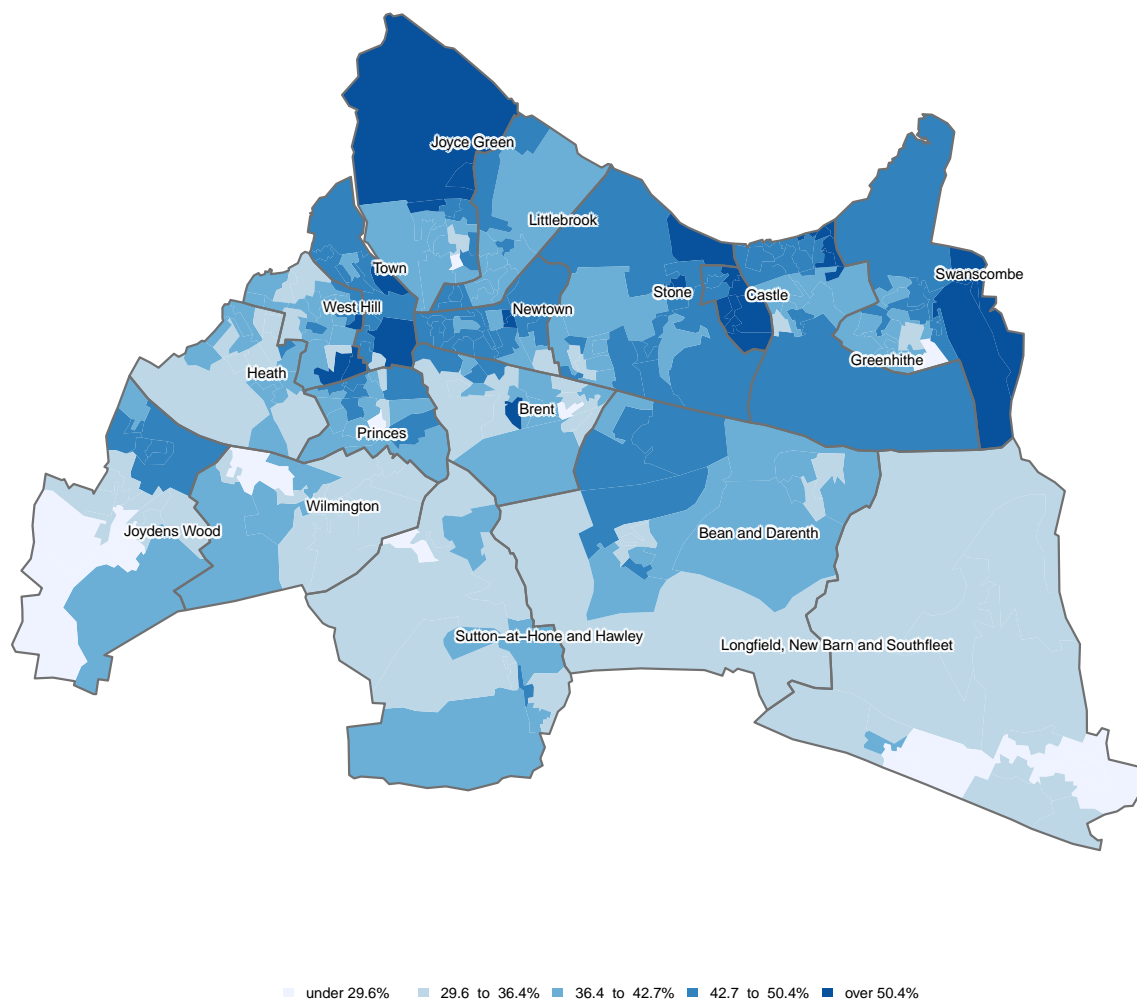 Joyce Green
Littlebrook
Town
Swanscombe
Stone
Castle
West Hill
Newtown
Greenhithe
Heath
Brent
Princes
Wilmington
Joydens Wood
Bean and Darenth
Sutton−at−Hone and Hawley
Longfield, New Barn and Southfleet
under 29.6% 29.6 to 36.4% 36.4 to 42.7% 42.7 to 50.4% over 50.4%